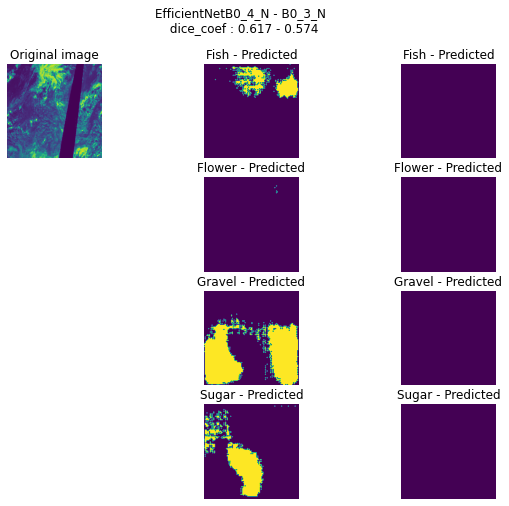 EfficientNetB0_4_N - B0_3_N
dice_coef : 0.617 - 0.574
Original image
Fish - Predicted
Fish - Predicted
Flower - Predicted
Flower - Predicted
Gravel - Predicted
Gravel - Predicted
Sugar - Predicted
Sugar - Predicted